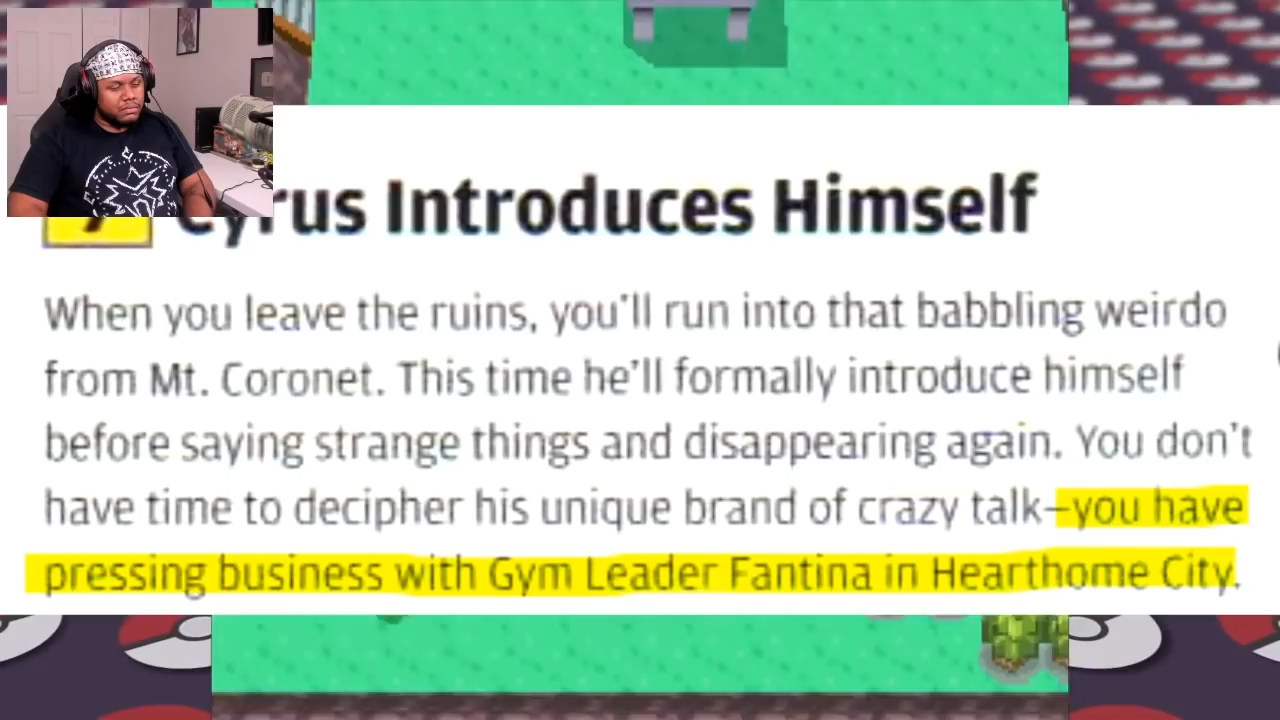 Cyrus Introduces Himself
When you leave the ruins, you'll run into that babbling weirdo
from Mt. Coronet. This time he'll formally introduce himself
before saying strange things and disappearing again. You don't
have time to decipher his unique brand of crazy talk—you have
pressing business with Gym Leader Fantina in Hearthome City.